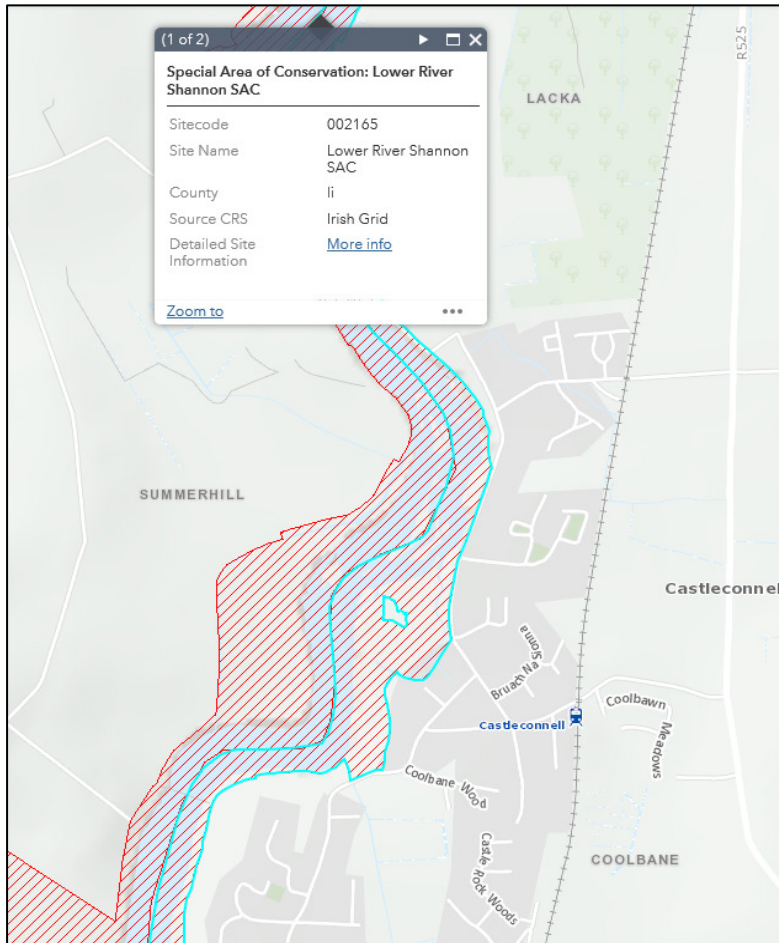 (1 of 2)
Special Area of Conservation: Lower River
Shannon SAC
Sitecode 002165
Site Name Lower River Shannon
SAC
County li
Source CRS Irish Grid
Detailed Site More info
Information
Zoom to
LACKA
R525
SUMMERHILL
Castleconnell
Bruach Na
Sionna
Castleconnell
Coolbawn
Meadows
Coolbane Wood
Castle
Rock Woods
COOLBANE